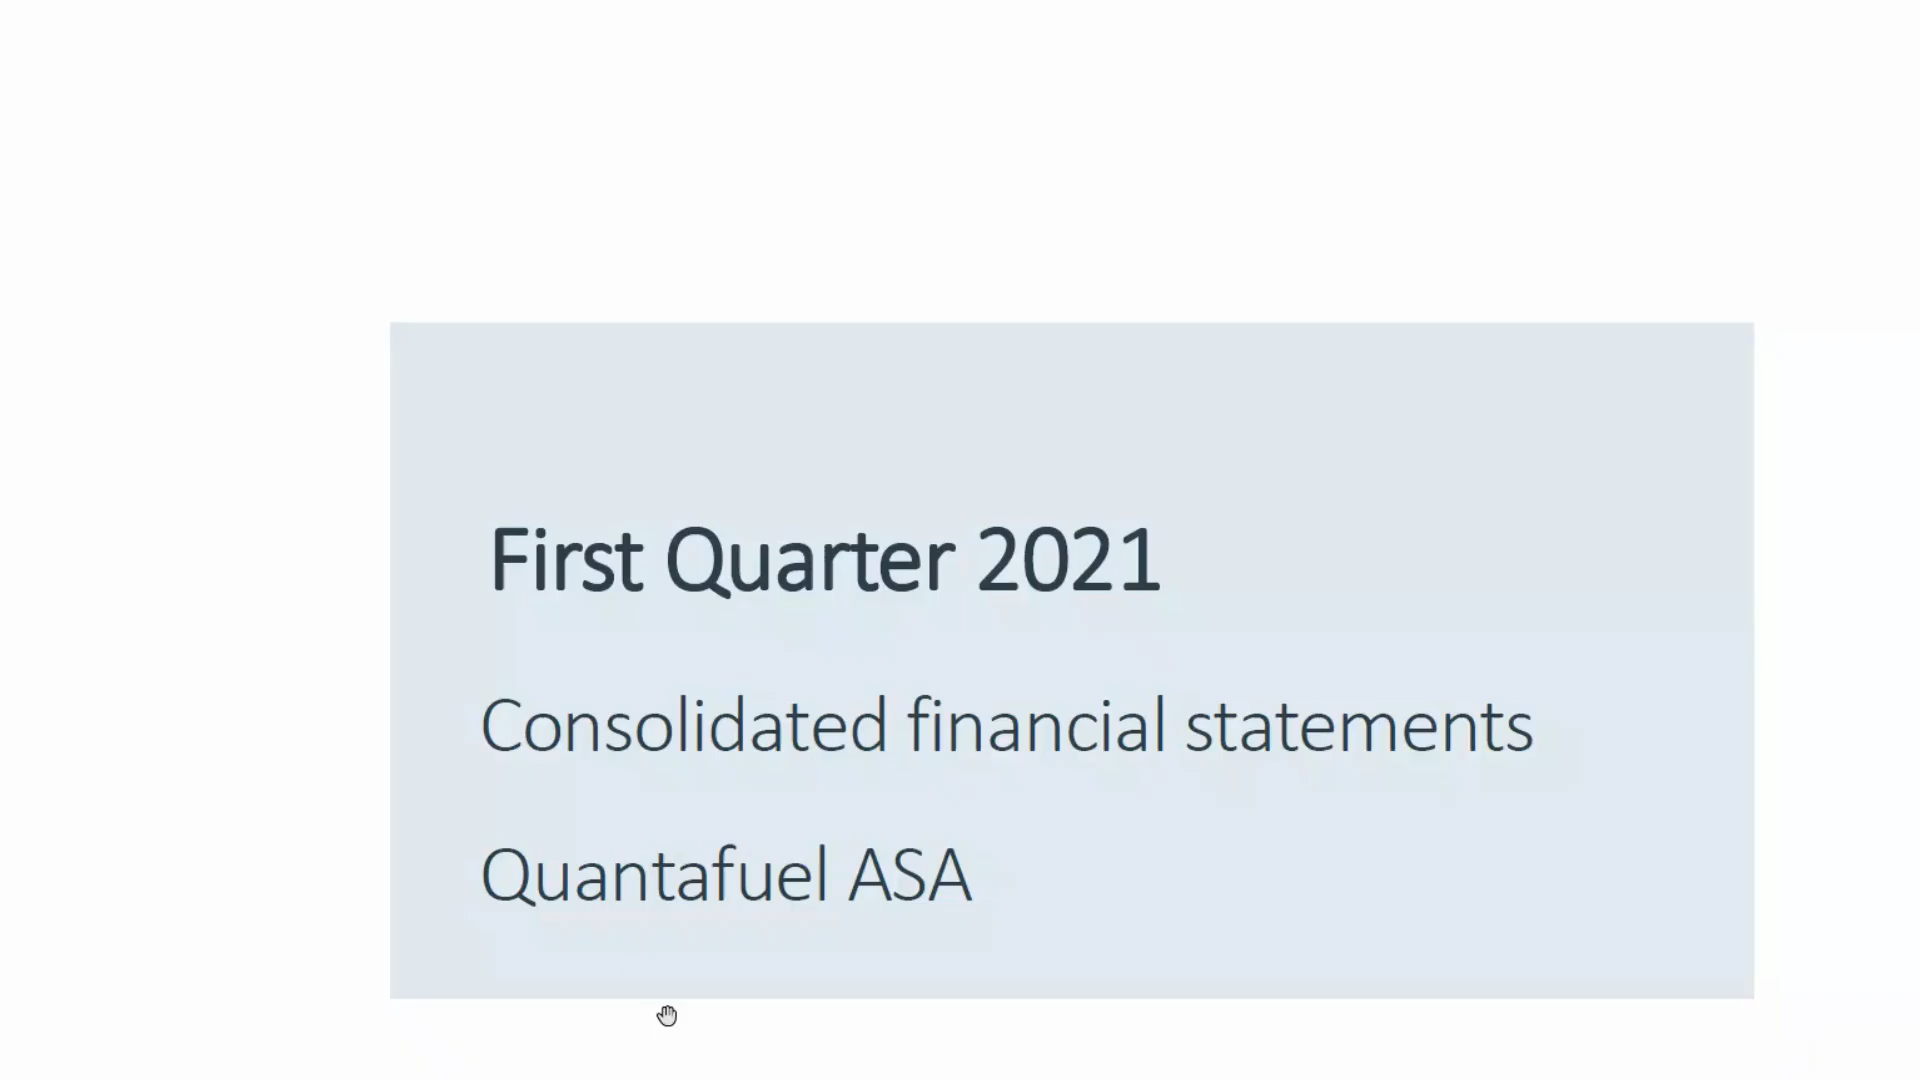 First Quarter 2021
Consolidated financial statements
Quantafuel ASA